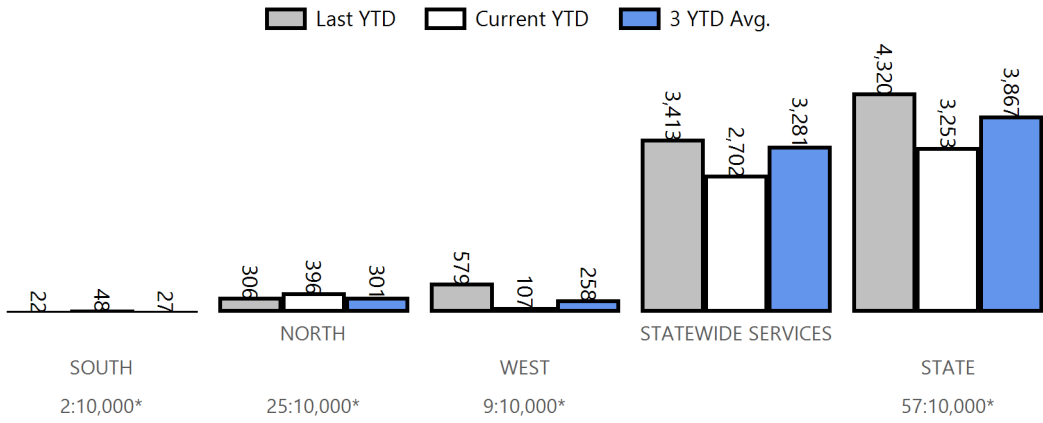 Last YTD Current YTD 3 YTD Avg.
22 48 27
306 396 301
579 107 258
3,413 2,702 3,281
4,320 3,253 3,867
SOUTH NORTH WEST STATEWIDE SERVICES STATE
2:10,000* 25:10,000* 9:10,000* 57:10,000*